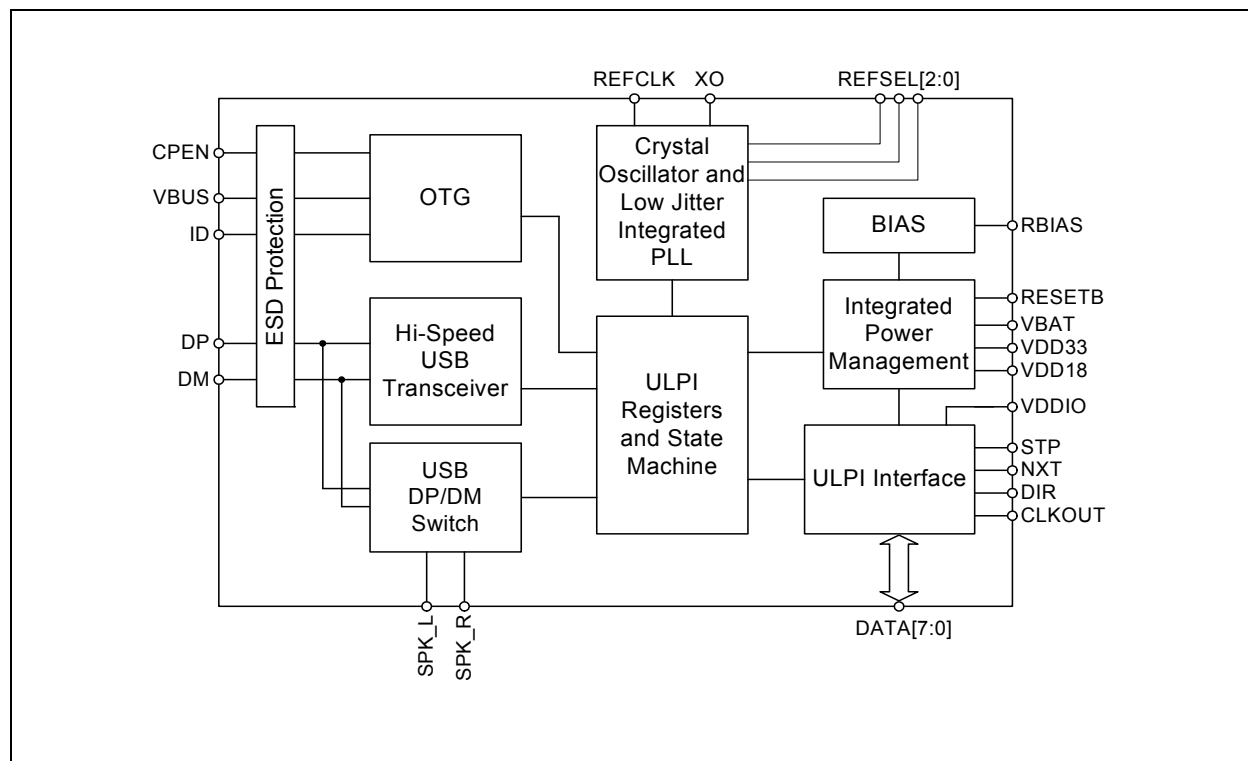 REFCLK
XO
REFSEL[2:0]
CPEN
VBUS
ID
DP
DM
ESD Protection
OTG
Crystal
Oscillator and
Low Jitter
Integrated
PLL
BIAS
RBIAS
Hi-Speed
USB
Transceiver
ULPI
Registers
and State
Machine
Integrated
Power
Management
RESETB
VBAT
VDD33
VDD18
VDDIO
USB
DP/DM
Switch
ULPI Interface
STP
NXT
DIR
CLKOUT
SPK_L
SPK_R
DATA[7:0]